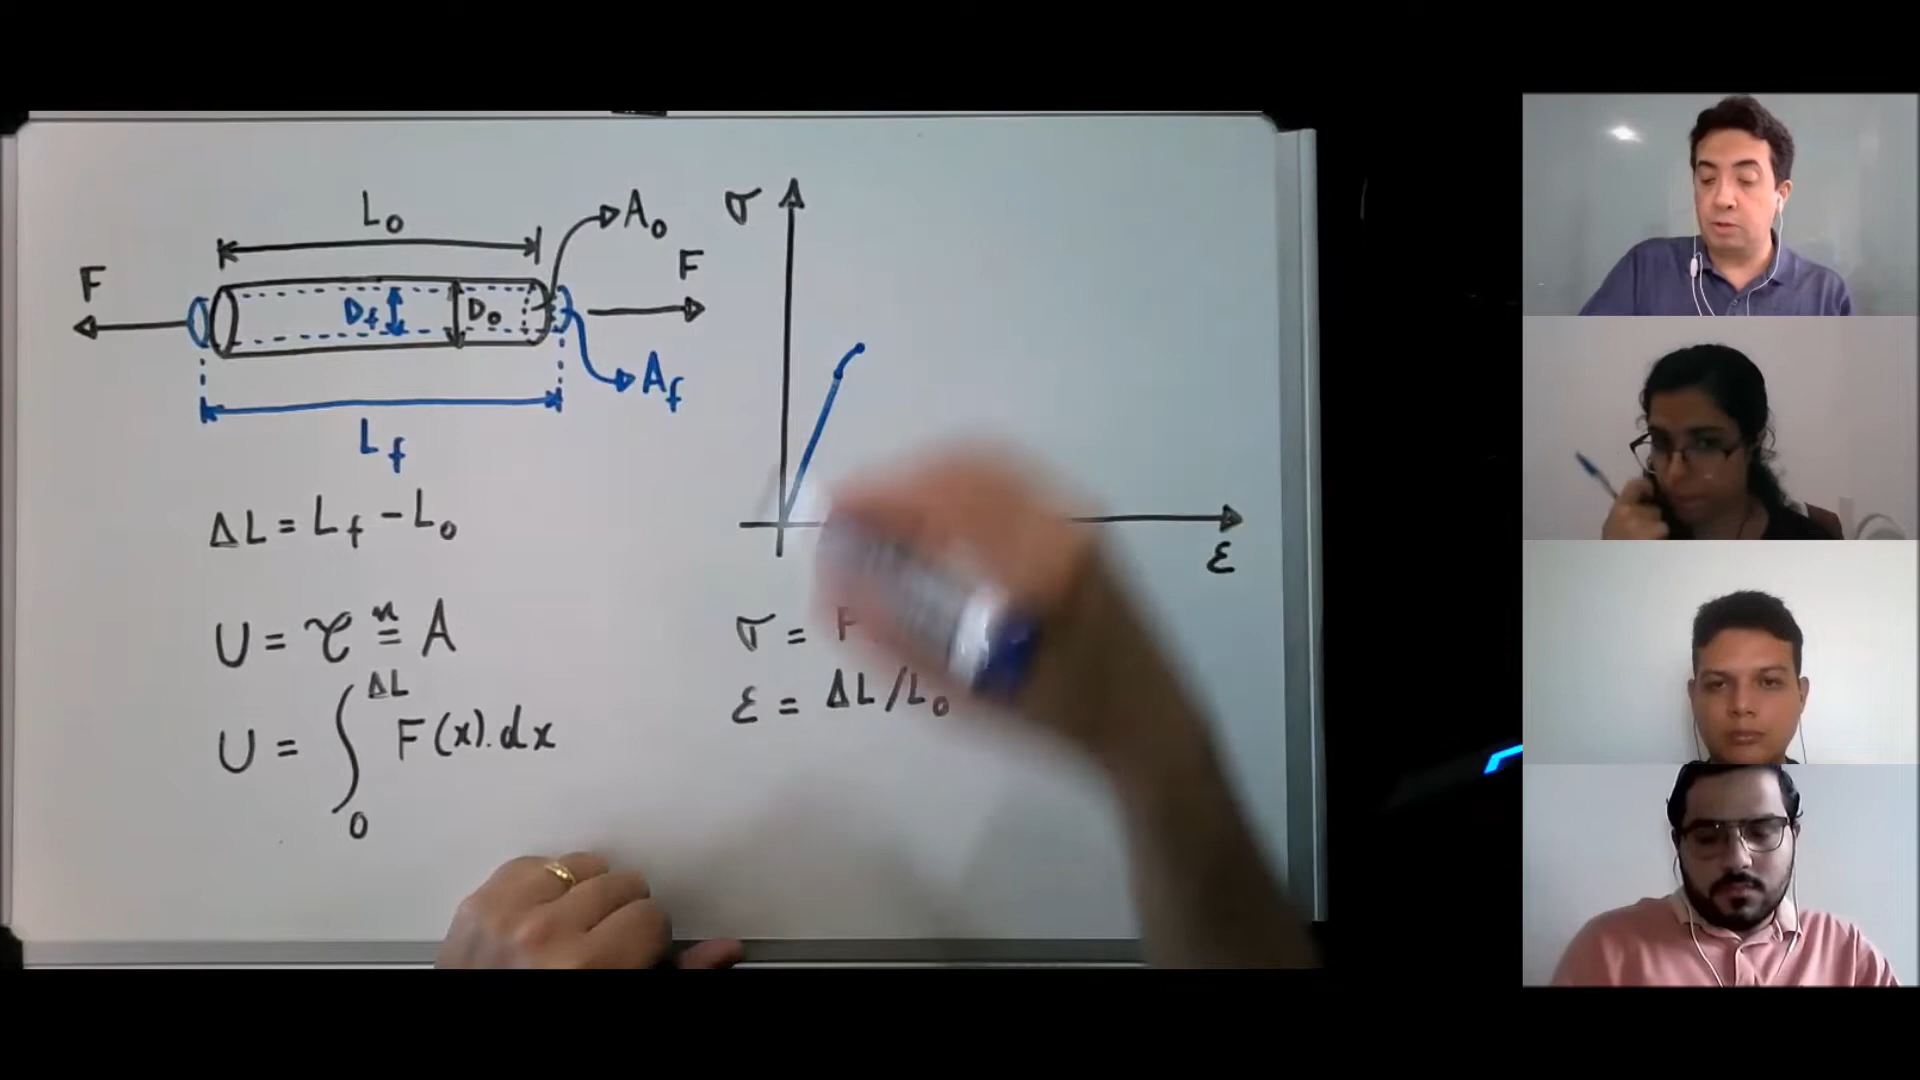 L₀
A₀
F
F
D_f
D₀
A_f
L_f
ΔL = L_f - L₀
U = τ =ⁿ A
U = ∫₀^ΔL F(x).dx
σ
ε
σ = F
ε = ΔL/L₀